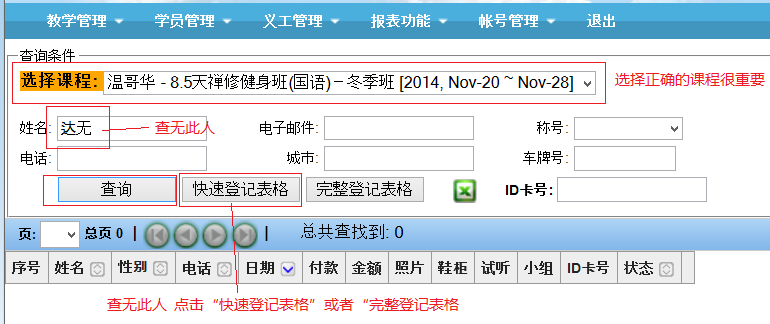 教学管理 学员管理 义工管理 报表功能 帐号管理 退出
查询条件
选择课程: 温哥华 - 8.5天禅修健身班(国语) – 冬季班 [2014, Nov-20 ~ Nov-28] 选择正确的课程很重要
姓名: 达无 查无此人 电子邮件: 称号:
电话: 城市: 车牌号:
查询 快速登记表格 完整登记表格 ID卡号:
页: 总页 0 | | 总共查找到: 0
序号 姓名 性别 电话 日期 付款 金额 照片 鞋柜 试听 小组 ID卡号 状态
查无此人 点击“快速登记表格”或者“完整登记表格